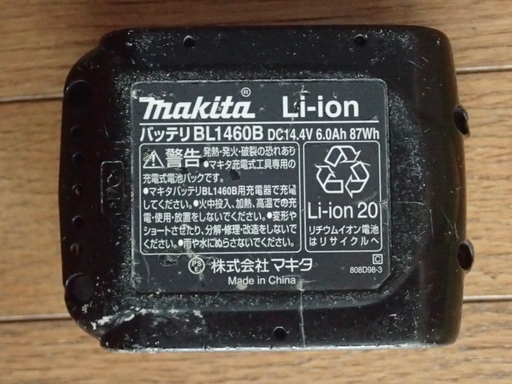 makita® Li-ion
バッテリ BL1460B DC14.4V 6.0Ah 87Wh
警告 発熱・発火・破裂の恐れあり
●マキタ充電式工具専用の
充電式電池パックです。
●マキタバッテリBL1460B用充電器で充電
してください。●火中投入、加熱、高温での充
電・使用・放置をしないでください。●変形や
ショートさせたり、分解・修理・改造をしないで
ください。●雨や水にぬらさないでください。
Li-ion 20
リチウムイオン電池
はリサイクルへ
PS E 株式会社 マキタ
Made in China
C
808D98-3